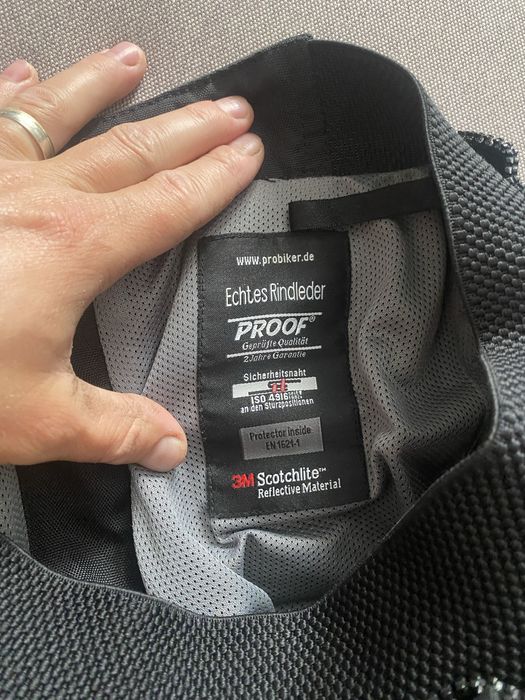 www.probiker.de
Echtes Rindleder
PROOF®
Geprüfte Qualität
2 Jahre Garantie
Sicherheitsnaht
ISO 4916
an den Sturzpositionen
Protector inside
EN 1621-1
3M Scotchlite™
Reflective Material